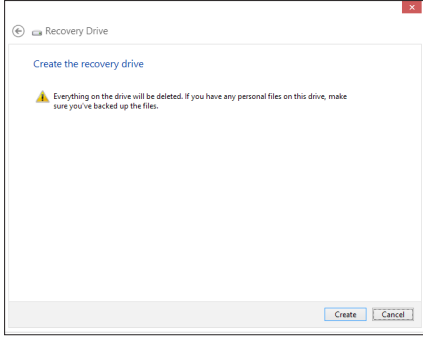 Recovery Drive
Create the recovery drive
Everything on the drive will be deleted. If you have any personal files on this drive, make
sure you've backed up the files.
Create Cancel